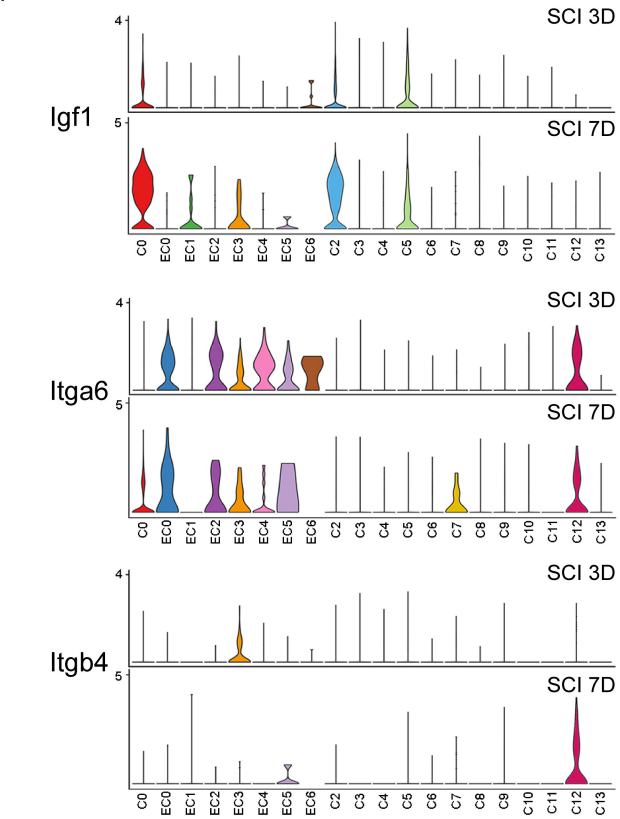 SCI 3D
4
Igf1
5
SCI 7D
C0 EC0 EC1 EC2 EC3 EC4 EC5 EC6 C2 C3 C4 C5 C6 C7 C8 C9 C10 C11 C12 C13
SCI 3D
4
Itga6
5
SCI 7D
C0 EC0 EC1 EC2 EC3 EC4 EC5 EC6 C2 C3 C4 C5 C6 C7 C8 C9 C10 C11 C12 C13
SCI 3D
4
Itgb4
5
SCI 7D
C0 EC0 EC1 EC2 EC3 EC4 EC5 EC6 C2 C3 C4 C5 C6 C7 C8 C9 C10 C11 C12 C13